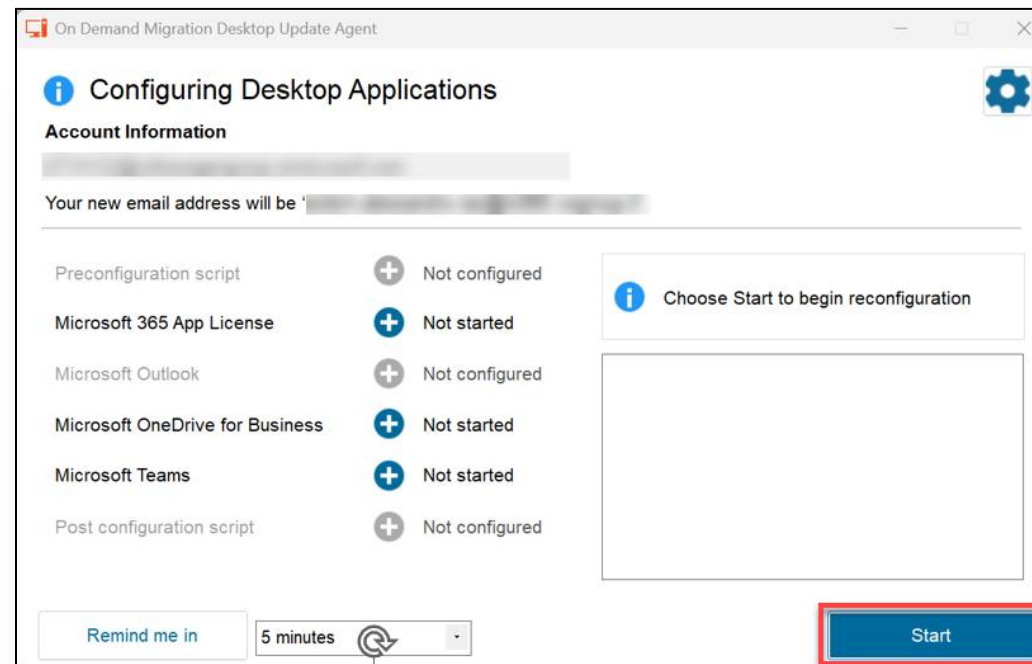 On Demand Migration Desktop Update Agent
Configuring Desktop Applications
Account Information
Your new email address will be '
Preconfiguration script Not configured
Microsoft 365 App License Not started
Microsoft Outlook Not configured
Microsoft OneDrive for Business Not started
Microsoft Teams Not started
Post configuration script Not configured
Choose Start to begin reconfiguration
Remind me in 5 minutes Start